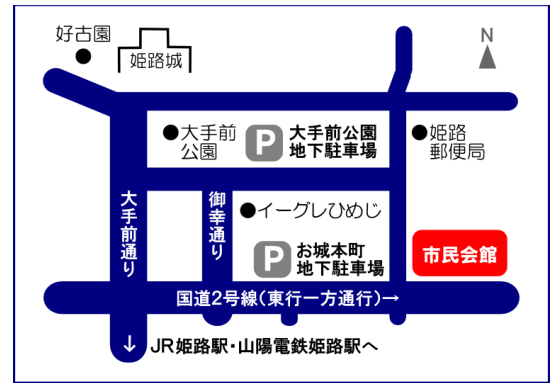 好古園
姫路城
N
大手前
公園
P
大手前公園
地下駐車場
姫路
郵便局
大手前通り
御幸通り
イーグレひめじ
P
お城本町
地下駐車場
市民会館
国道2号線(東行一方通行)→
↓ JR姫路駅・山陽電鉄姫路駅へ